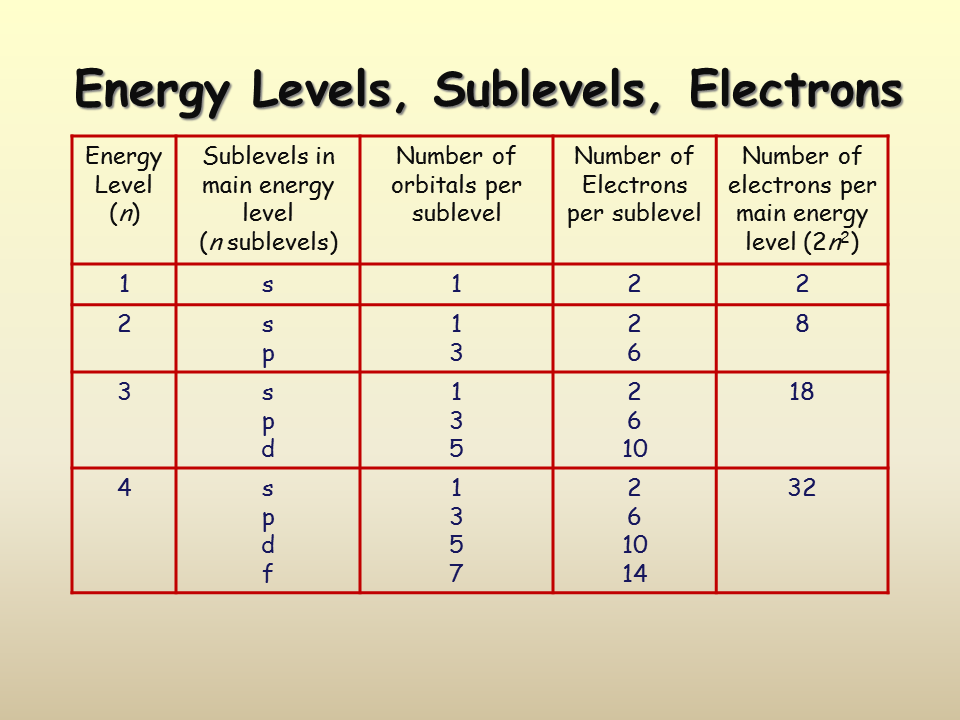 Energy Levels, Sublevels, Electrons
Energy
Level
(n)
Sublevels in
main energy
level
(n sublevels)
Number of
orbitals per
sublevel
Number of
Electrons
per sublevel
Number of
electrons per
main energy
level (2n²)
1
s
1
2
2
2
s
p
1
3
2
6
8
3
s
p
d
1
3
5
2
6
10
18
4
s
p
d
f
1
3
5
7
2
6
10
14
32